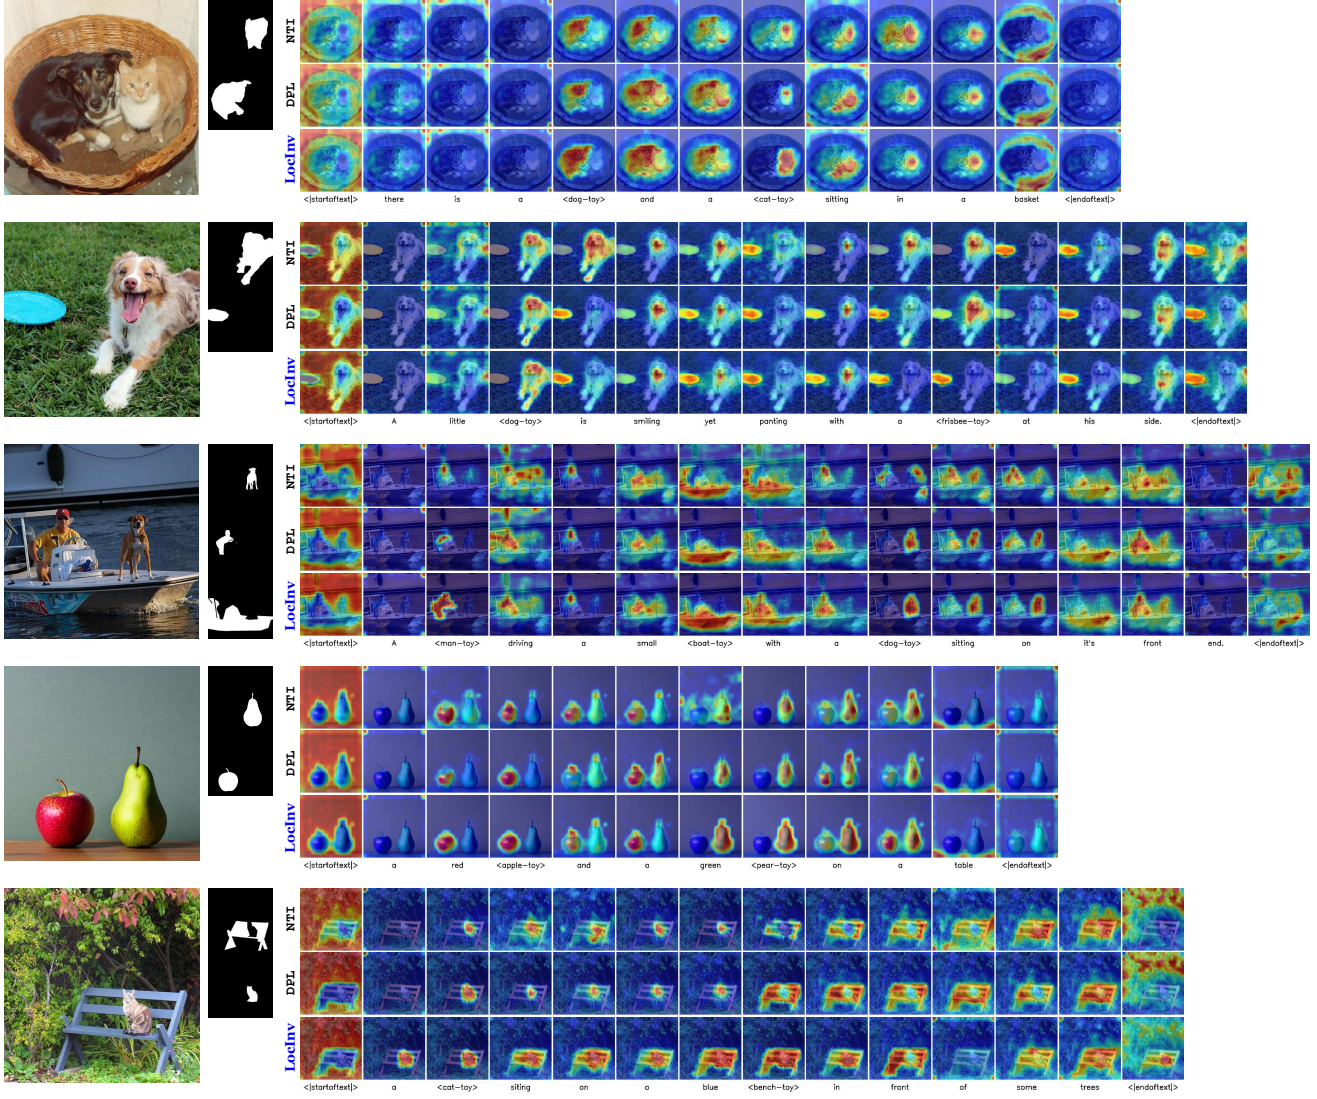 NTI
DPL
LocInv
<|startoftext|> there is a <dog-toy> and a <cat-toy> sitting in a basket <|endoftext|>
NTI
DPL
LocInv
<|startoftext|> A little <dog-toy> is smiling yet panting with a <frisbee-toy> at his side. <|endoftext|>
NTI
DPL
LocInv
<|startoftext|> A <man-toy> driving a small <boat-toy> with a <dog-toy> sitting on it's front end. <|endoftext|>
NTI
DPL
LocInv
<|startoftext|> a red <apple-toy> and a green <pear-toy> on a table <|endoftext|>
NTI
DPL
LocInv
<|startoftext|> a <cat-toy> siting on a blue <bench-toy> in front of some trees <|endoftext|>